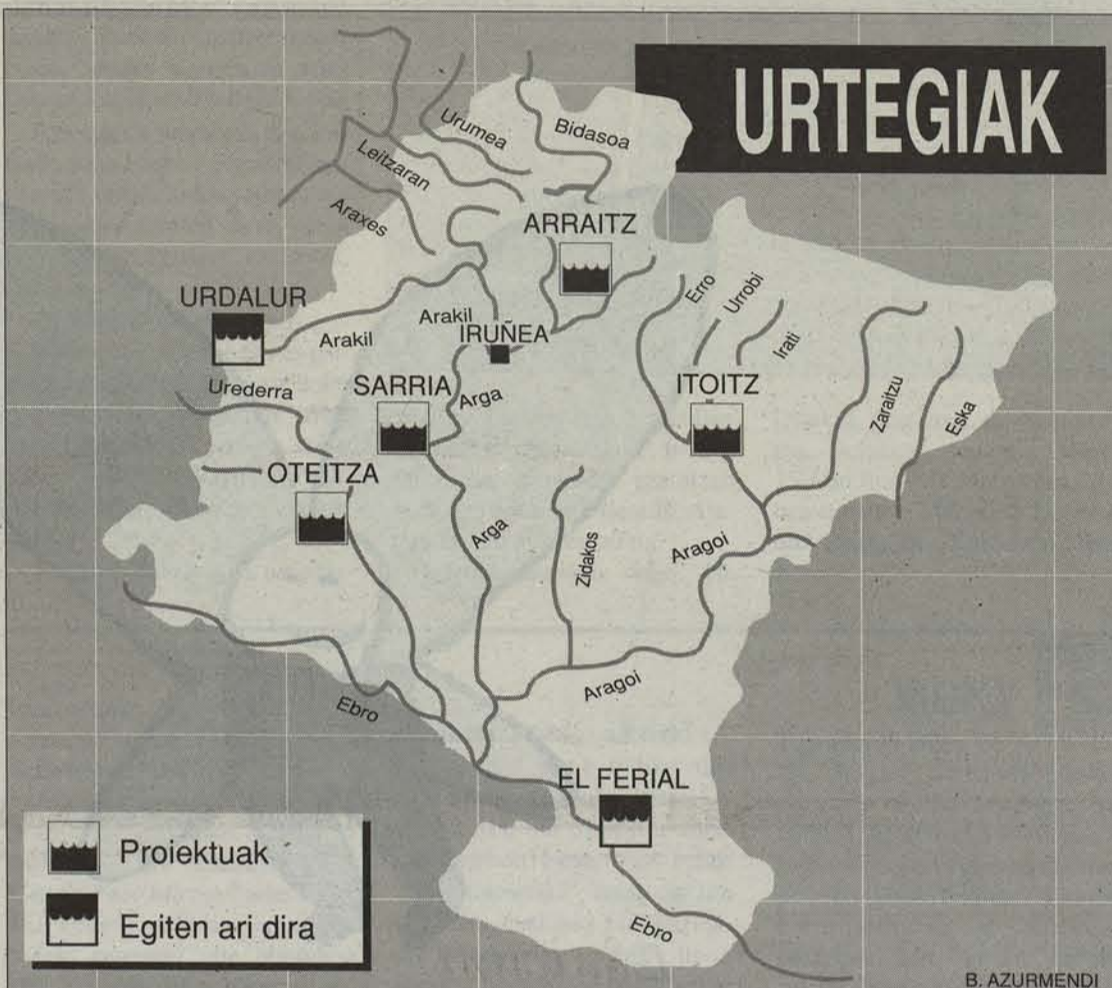 URTEGIAK
Urumea
Bidasoa
Leitzaran
Araxes
ARRAITZ
URDALUR
Arakil
Arakil
IRUÑEA
Erro
Urrobi
Irati
Urederra
SARRIA
Arga
ITOITZ
Zaraitzu
Eska
OTEITZA
Arga
Zidakos
Aragoi
Aragoi
Ebro
EL FERIAL
Proiektuak
Egiten ari dira
Ebro
B. AZURMENDI